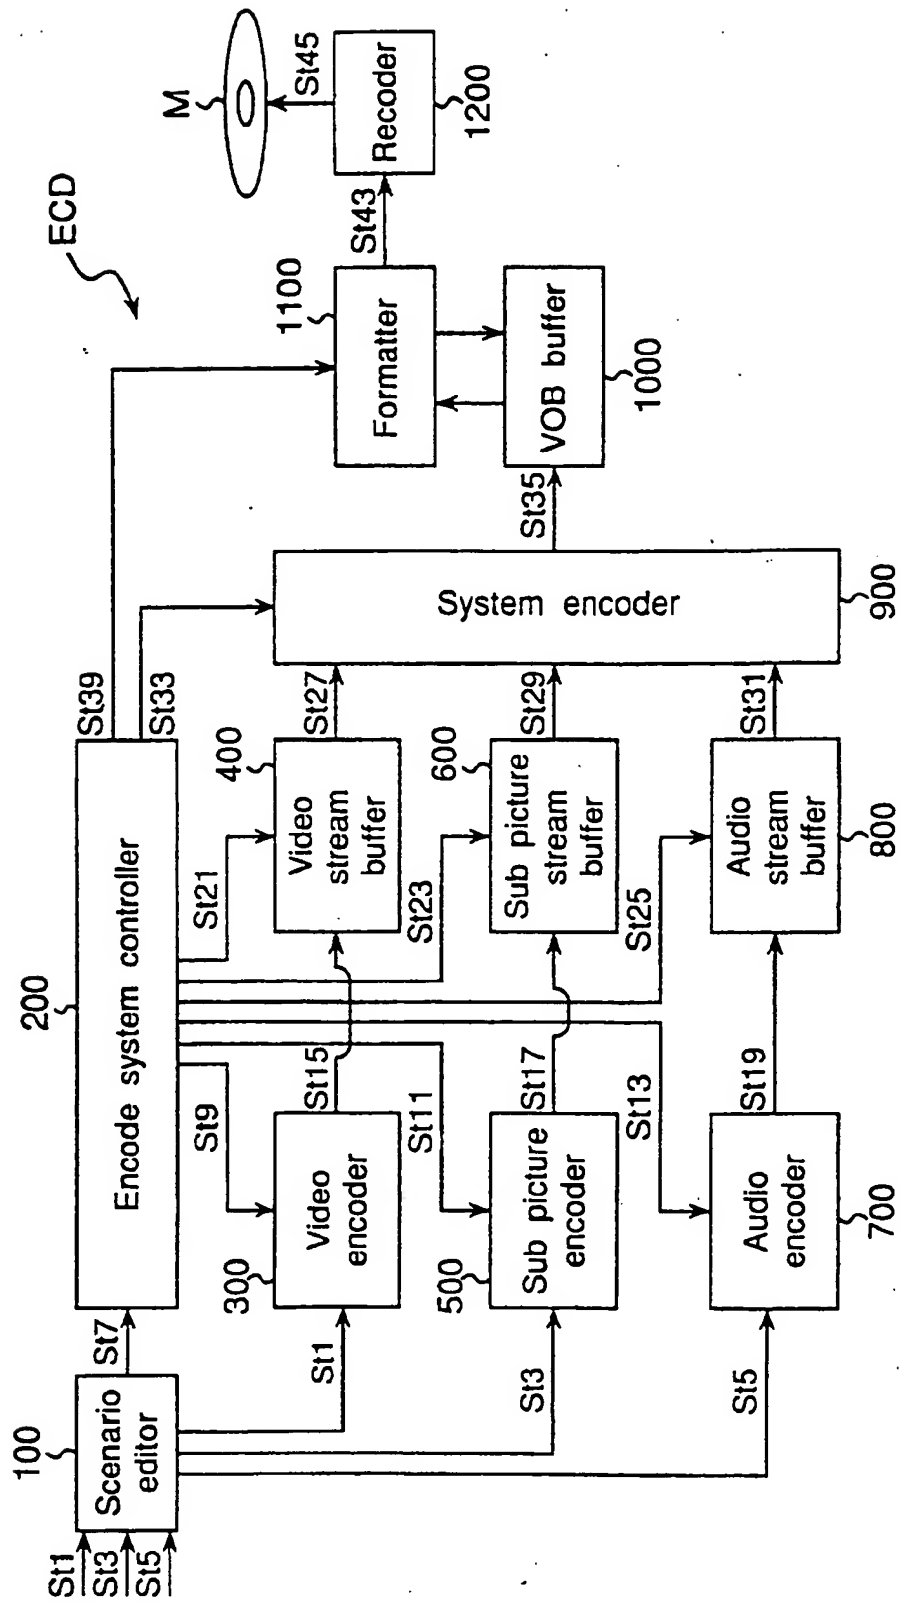 ECD
St1
St3
St5
100
Scenario
editor
St7
200
Encode system controller
St39
St33
St9
St21
St11
St23
St13
St25
St1
St3
St5
300
Video
encoder
St15
400
Video
stream
buffer
St27
500
Sub picture
encoder
St17
600
Sub picture
stream
buffer
St29
700
Audio
encoder
St19
800
Audio
stream
buffer
St31
System encoder
900
St35
VOB buffer
1000
1100
Formatter
St43
Recoder
1200
St45
M